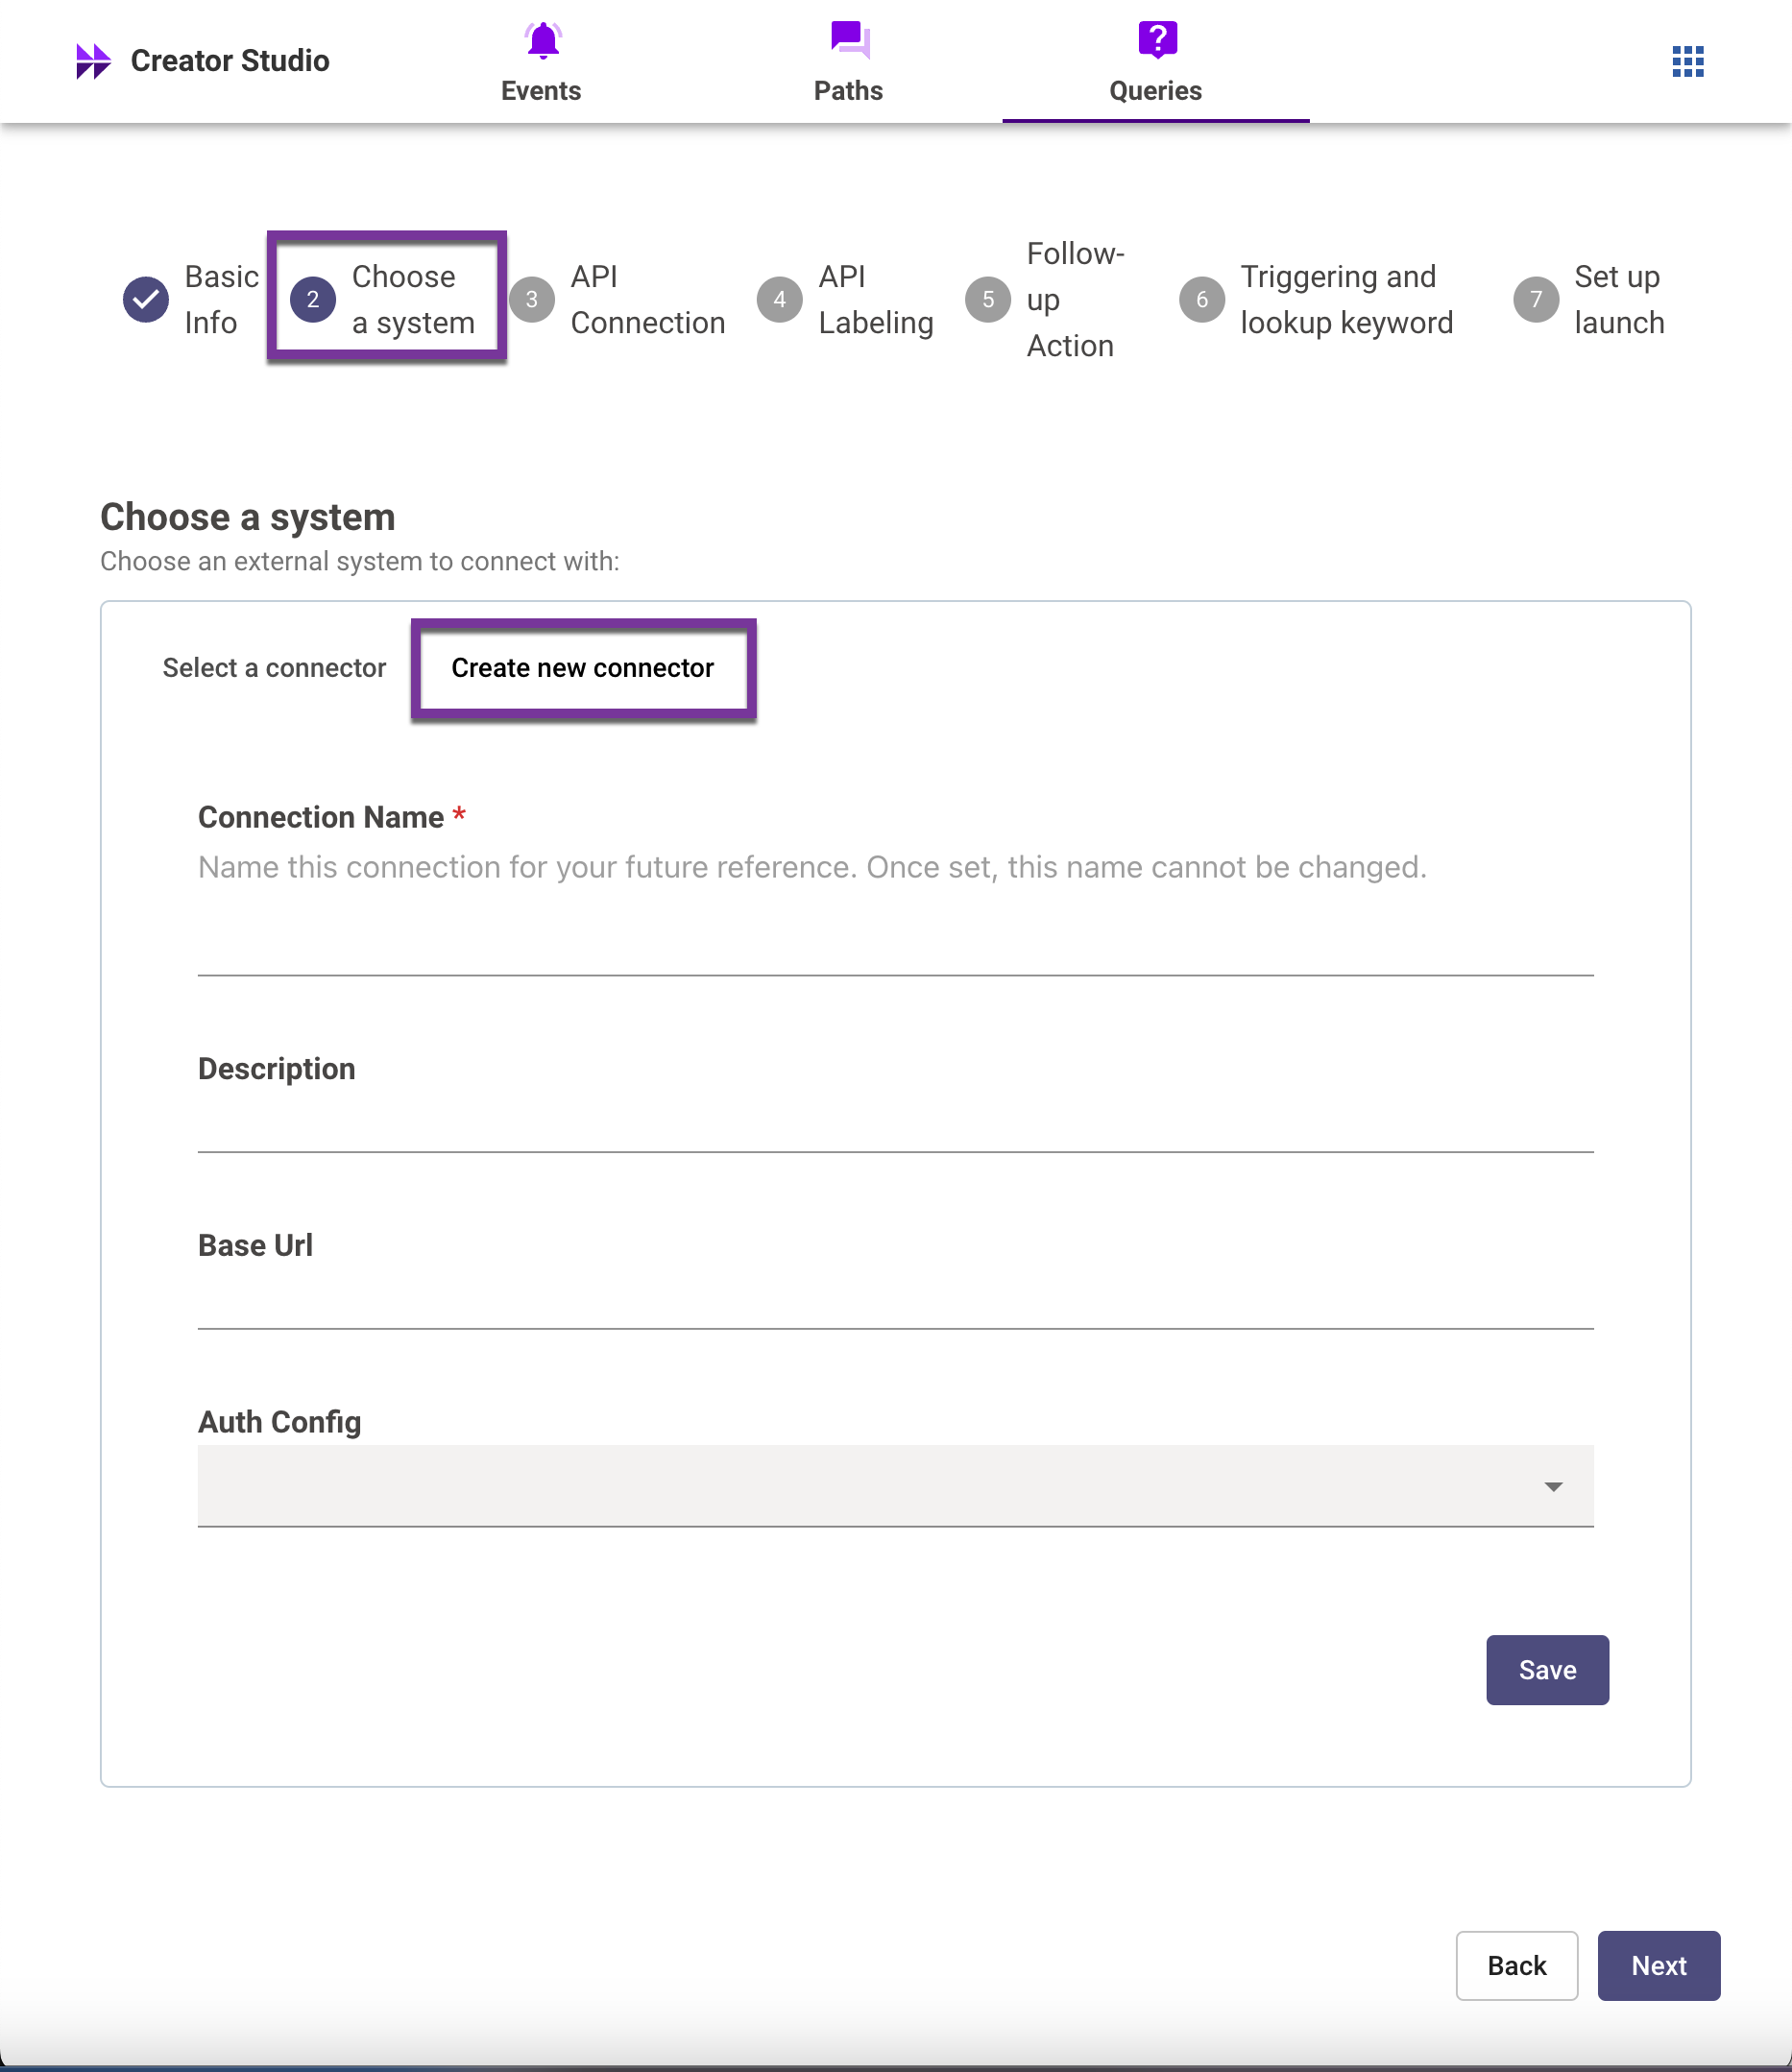 Creator Studio
Events
Paths
Queries
Basic
Info
2
Choose
a system
3
API
Connection
4
API
Labeling
5
Follow-
up
Action
6
Triggering and
lookup keyword
7
Set up
launch
Choose a system
Choose an external system to connect with:
Select a connector
Create new connector
Connection Name *
Name this connection for your future reference. Once set, this name cannot be changed.
Description
Base Url
Auth Config
Save
Back
Next